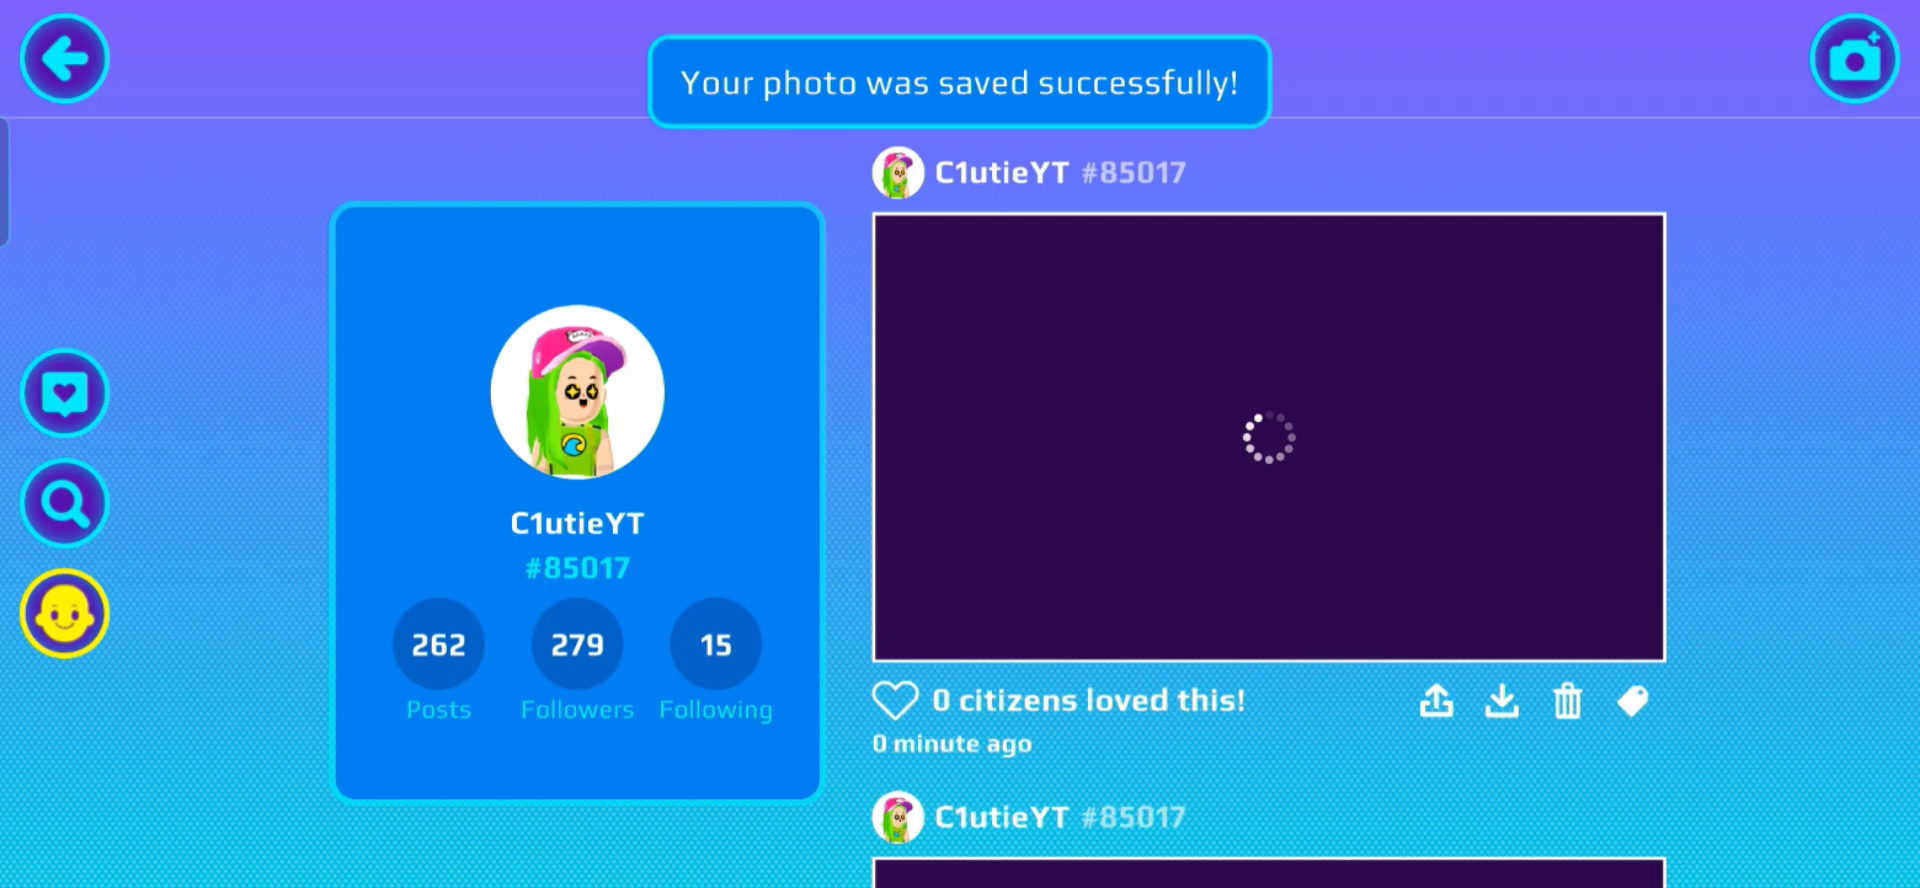 Your photo was saved successfully!
C1utieYT #85017
C1utieYT
#85017
262
279
15
Posts
Followers
Following
0 citizens loved this!
0 minute ago
C1utieYT #85017